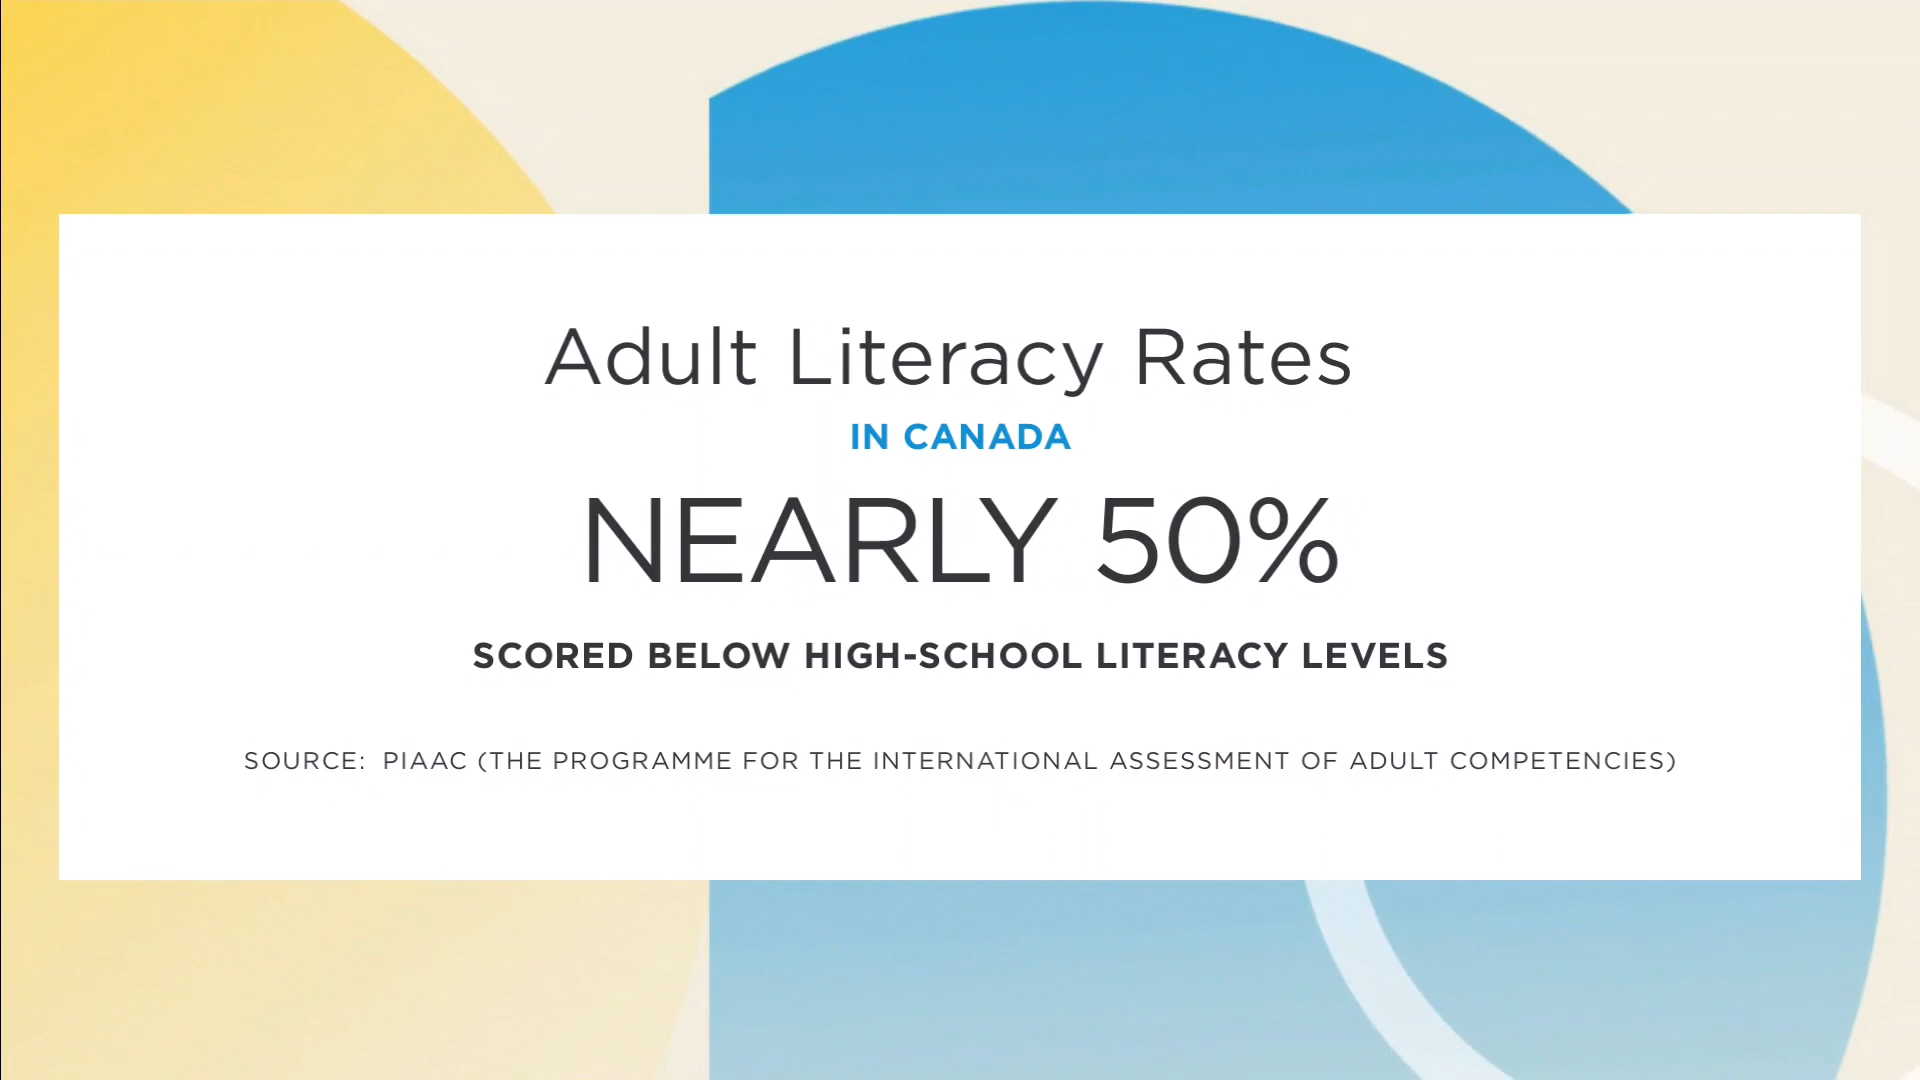 Adult Literacy Rates
IN CANADA
NEARLY 50%
SCORED BELOW HIGH-SCHOOL LITERACY LEVELS
SOURCE: PIAAC (THE PROGRAMME FOR THE INTERNATIONAL ASSESSMENT OF ADULT COMPETENCIES)